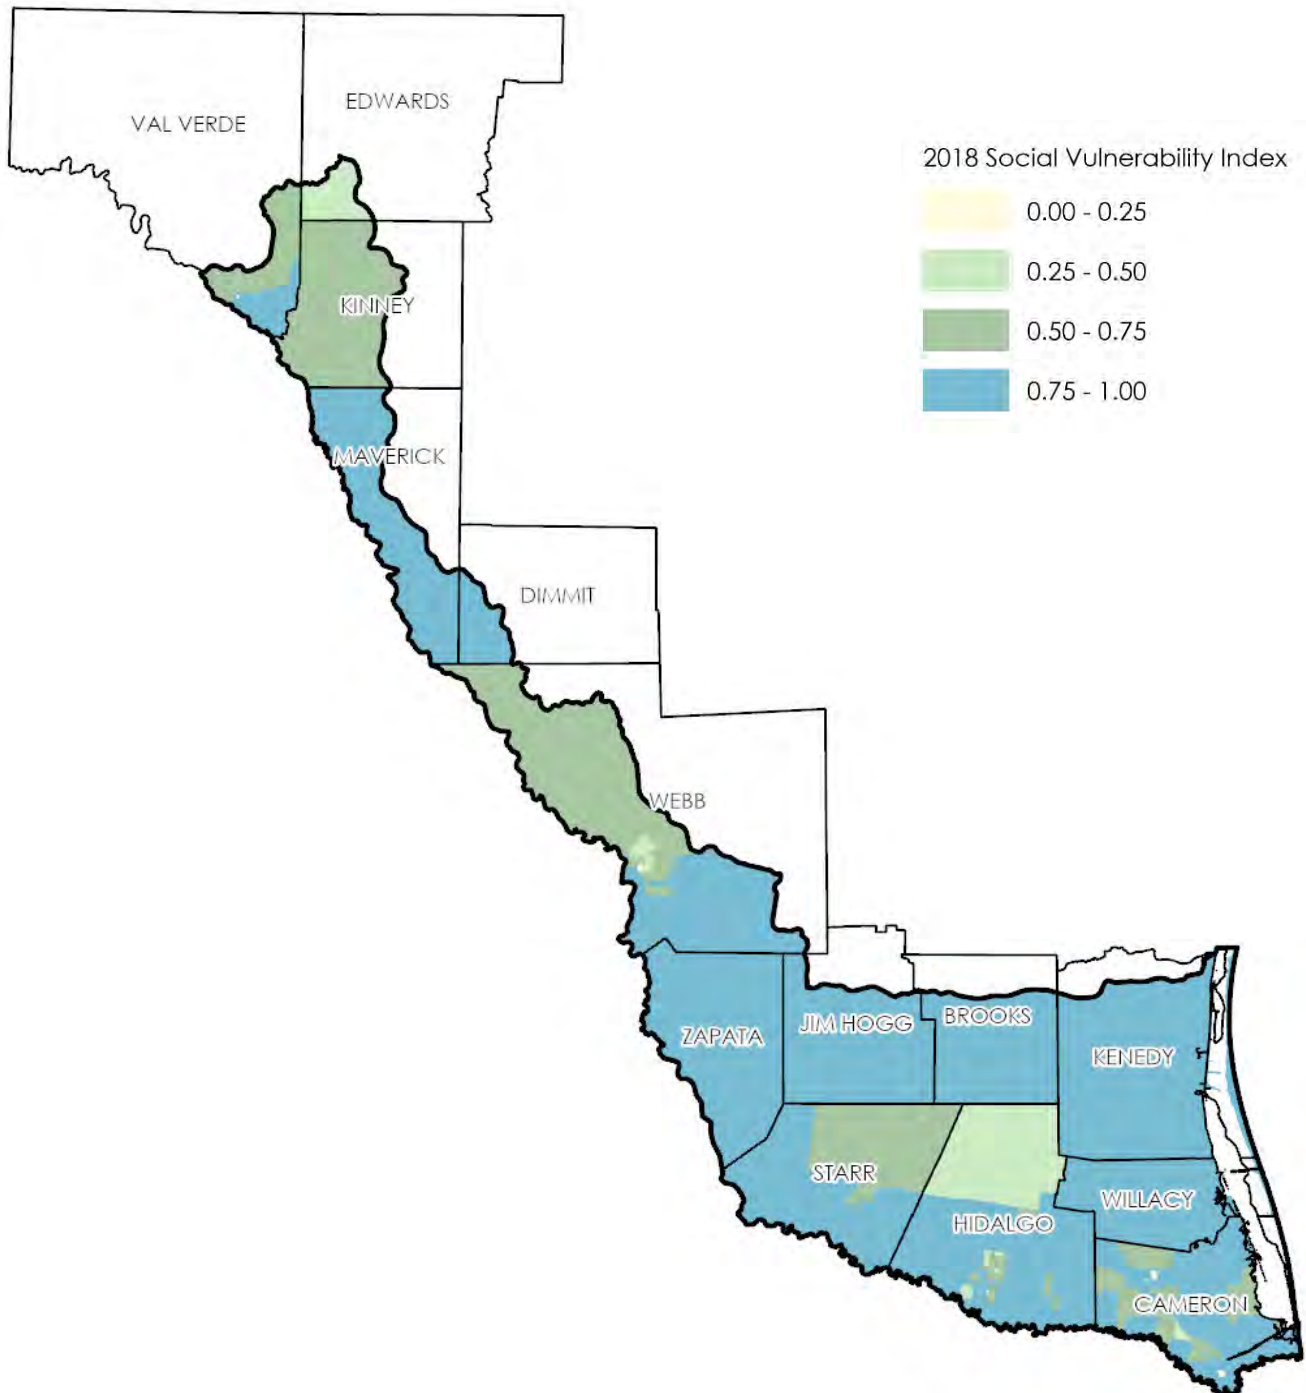 EDWARDS
VAL VERDE
2018 Social Vulnerability Index
0.00 - 0.25
0.25 - 0.50
0.50 - 0.75
0.75 - 1.00
KINNEY
MAVERICK
DIMMIT
WEBB
ZAPATA
JIM HOGG
BROOKS
KENEDY
STARR
HIDALGO
WILLACY
CAMERON